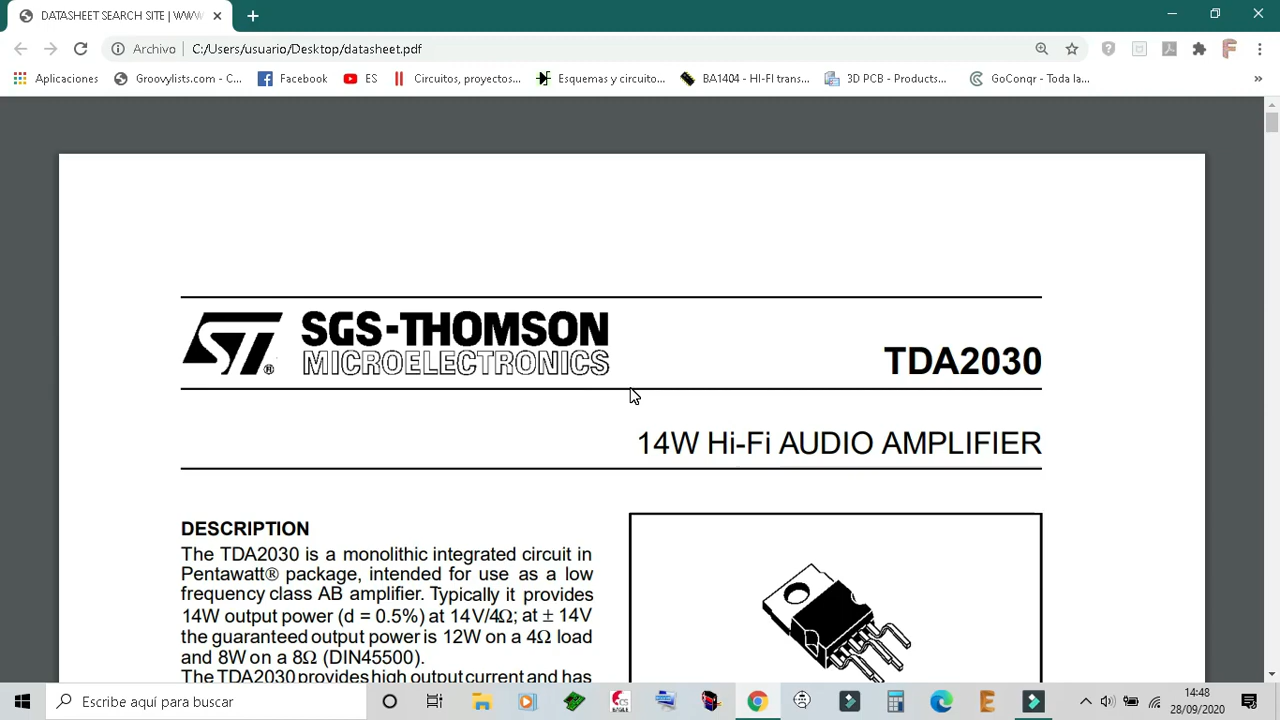 DATASHEET SEARCH SITE | WWW
Archivo | C:/Users/usuario/Desktop/datasheet.pdf
Aplicaciones Groovylists.com - C... Facebook ES Circuitos, proyectos... Esquemas y circuito... BA1404 - HI-FI trans... 3D PCB - Products... GoConqr - Toda la... »
ST® SGS-THOMSON
MICROELECTRONICS
TDA2030
14W Hi-Fi AUDIO AMPLIFIER
DESCRIPTION
The TDA2030 is a monolithic integrated circuit in
Pentawatt® package, intended for use as a low
frequency class AB amplifier. Typically it provides
14W output power (d = 0.5%) at 14V/4Ω; at ± 14V
the guaranteed output power is 12W on a 4Ω load
and 8W on a 8Ω (DIN45500).
The TDA2030 provides high output current and has
Escribe aquí para buscar
14:48
28/09/2020